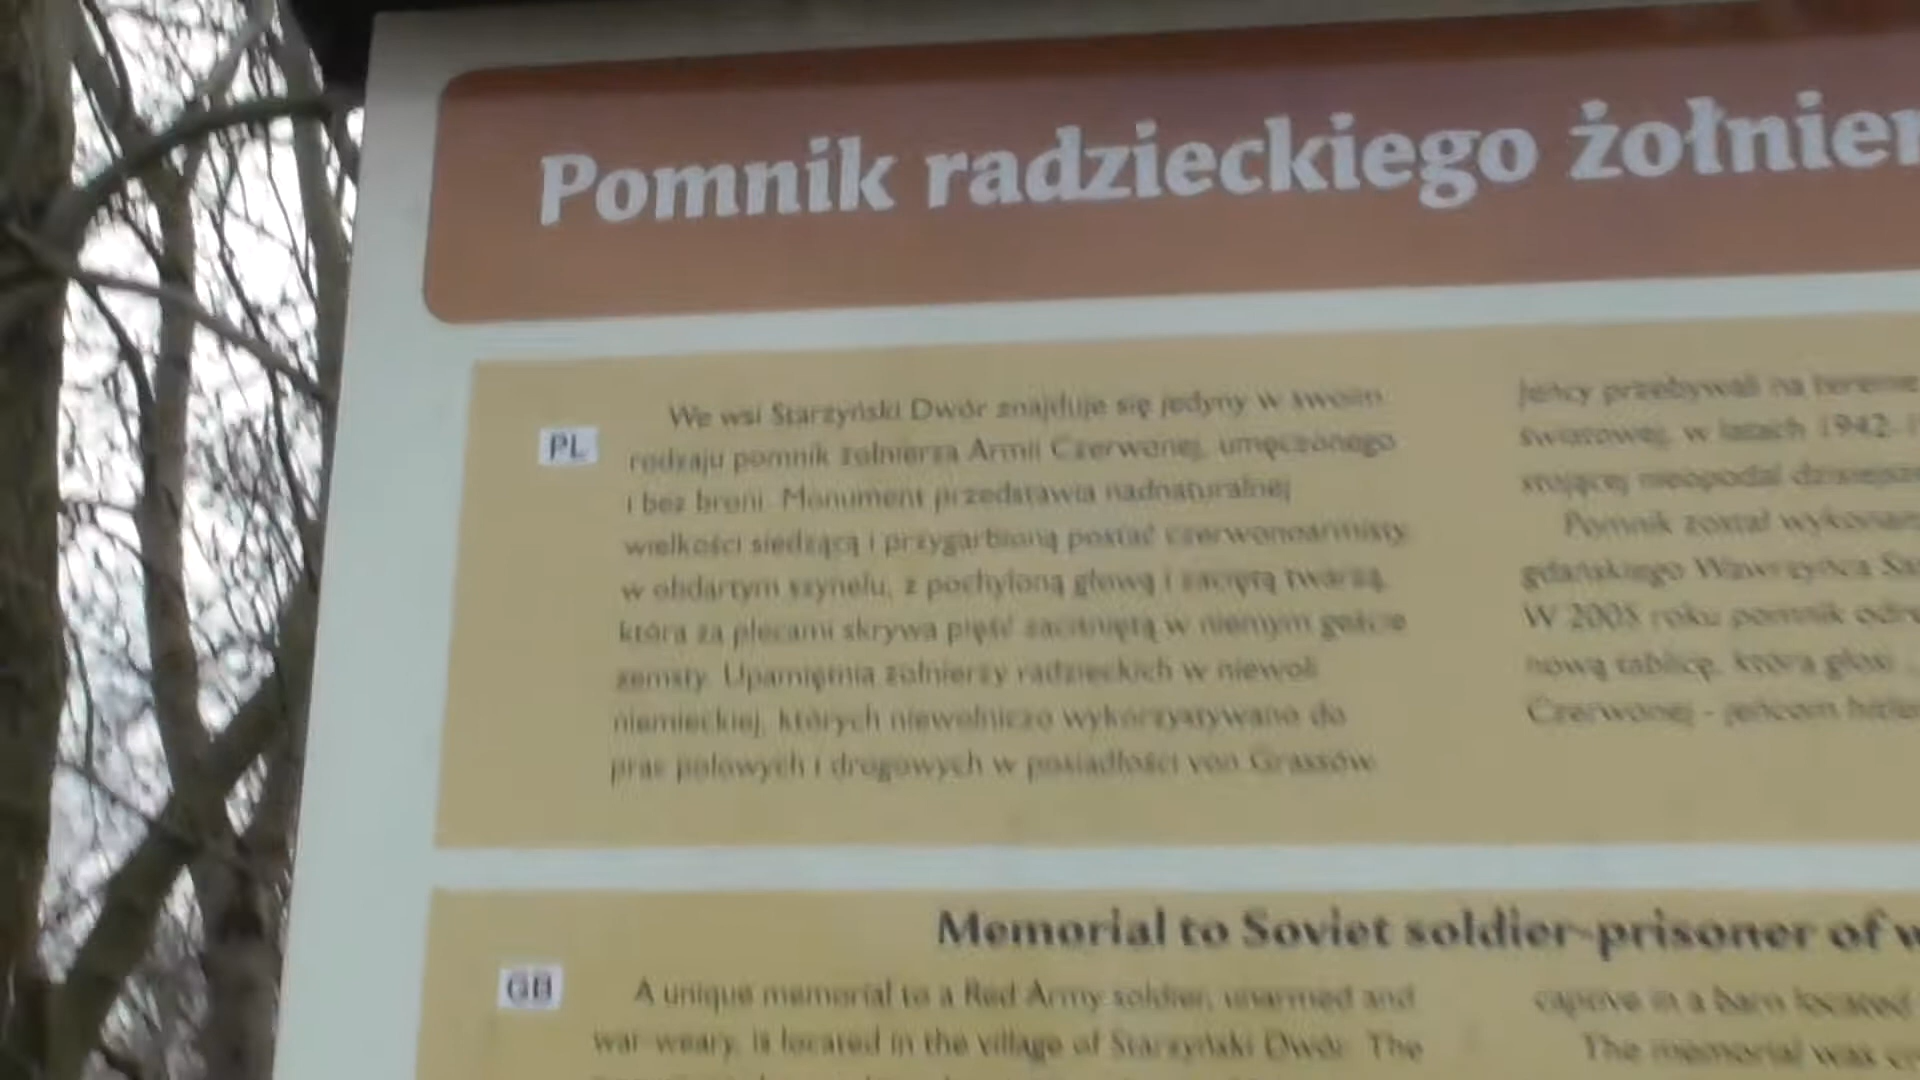 Pomnik radzieckiego żołnier
PL
We wsi Starzyński Dwór znajduje się jedyny w swoim
rodzaju pomnik żołnierza Armii Czerwonej, umęczonego
i bez broni. Monument przedstawia nadnaturalnej
wielkości siedzącą i przygarbioną postać czerwonoarmisty
w obdartym szynelu, z pochyloną głową i zaciętą twarzą,
która za plecami skrywa pięść zaciśniętą w niemym geście
zemsty. Upamiętnia żołnierzy radzieckich w niewoli
niemieckiej, których niewolniczo wykorzystywano do
prac polowych i drogowych w posiadłości von Grassów.
Jeńcy przebywali na terenie
światowej, w latach 1942-1
stojącej nieopodal
Pomnik został
gdańskiego Wawrzyńca
W 2005 roku pomnik
nową tablicę, która głosi
Czerwonej - jeńcom
Memorial to Soviet soldier-prisoner of w
GB
A unique memorial to a Red Army soldier, unarmed and
war-weary, is located in the village of Starzyński Dwór. The
captive in a barn located
The memorial was